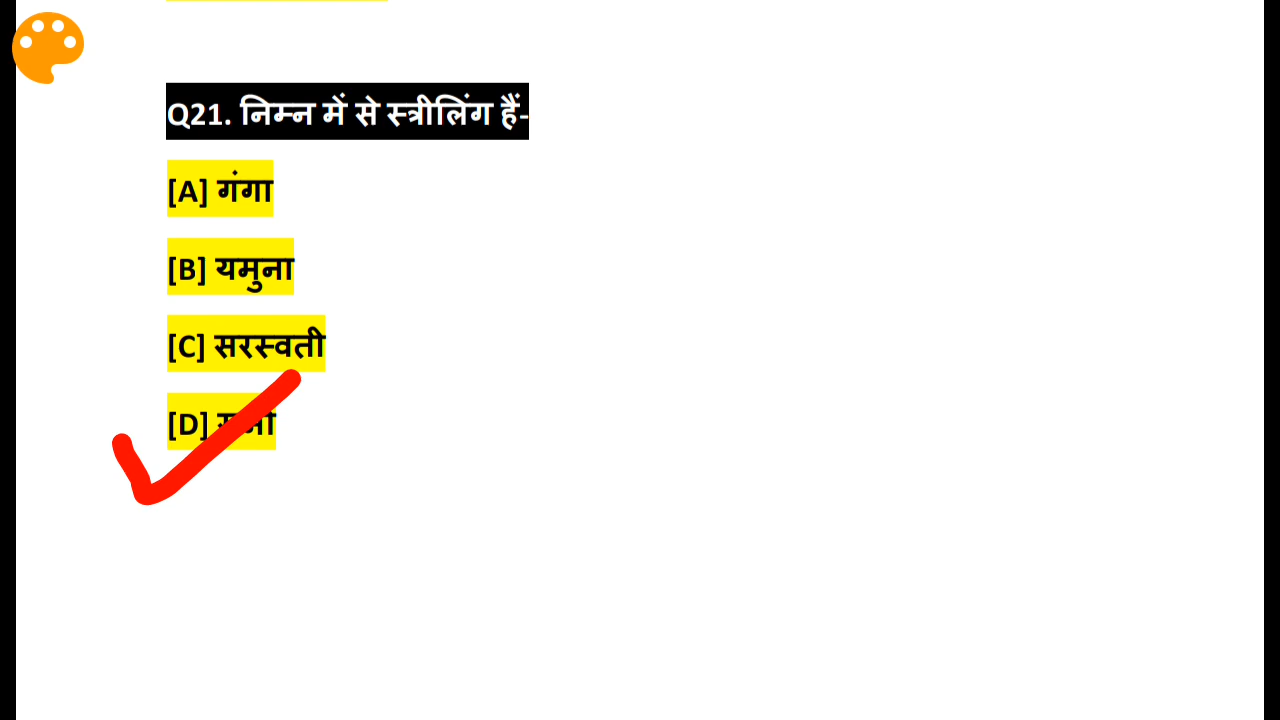 Q21. निम्न में से स्त्रीलिंग हैं-
[A] गंगा
[B] यमुना
[C] सरस्वती
[D]